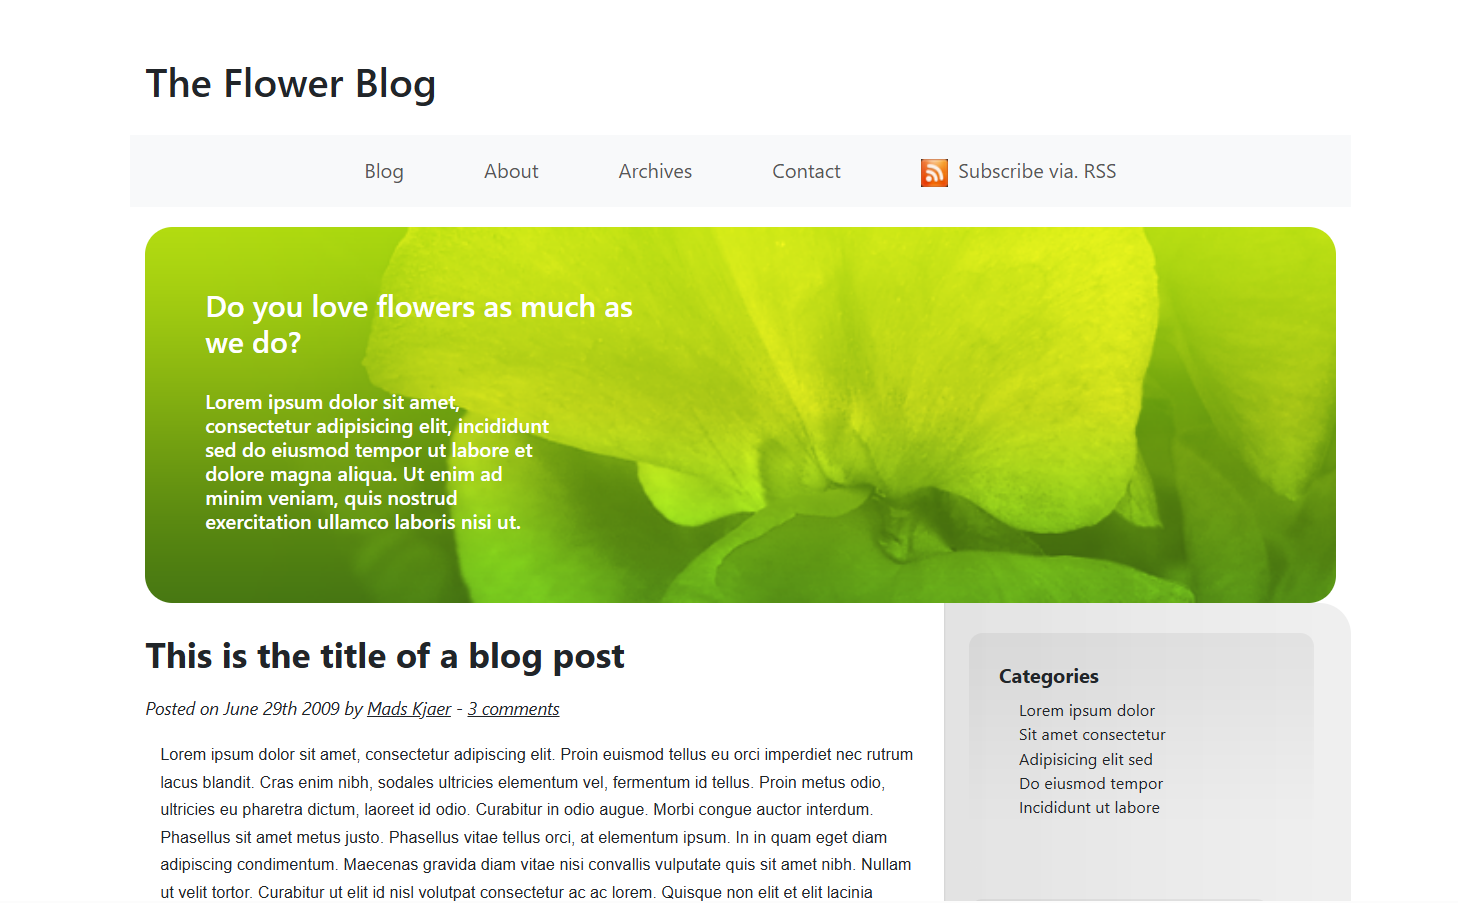 The Flower Blog
Blog About Archives Contact Subscribe via. RSS
Do you love flowers as much as
we do?
Lorem ipsum dolor sit amet,
consectetur adipisicing elit, incididunt
sed do eiusmod tempor ut labore et
dolore magna aliqua. Ut enim ad
minim veniam, quis nostrud
exercitation ullamco laboris nisi ut.
This is the title of a blog post
Posted on June 29th 2009 by Mads Kjaer - 3 comments
Lorem ipsum dolor sit amet, consectetur adipiscing elit. Proin euismod tellus eu orci imperdiet nec rutrum
lacus blandit. Cras enim nibh, sodales ultricies elementum vel, fermentum id tellus. Proin metus odio,
ultricies eu pharetra dictum, laoreet id odio. Curabitur in odio augue. Morbi congue auctor interdum.
Phasellus sit amet metus justo. Phasellus vitae tellus orci, at elementum ipsum. In in quam eget diam
adipiscing condimentum. Maecenas gravida diam vitae nisi convallis vulputate quis sit amet nibh. Nullam
ut velit tortor. Curabitur ut elit id nisl volutpat consectetur ac ac lorem. Quisque non elit et elit lacinia
Categories
Lorem ipsum dolor
Sit amet consectetur
Adipisicing elit sed
Do eiusmod tempor
Incididunt ut labore